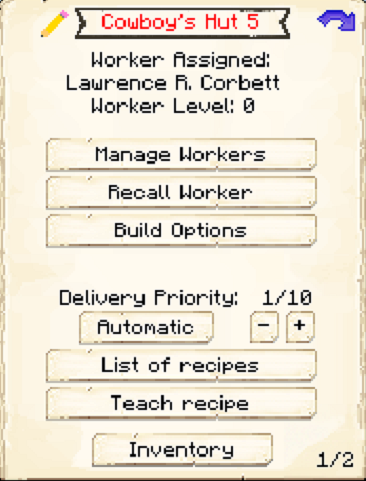 Cowboy's Hut 5
Worker Assigned:
Lawrence R. Corbett
Worker Level: 0
Manage Workers
Recall Worker
Build Options
Delivery Priority: 1/10
Automatic - +
List of recipes
Teach recipe
Inventory
1/2